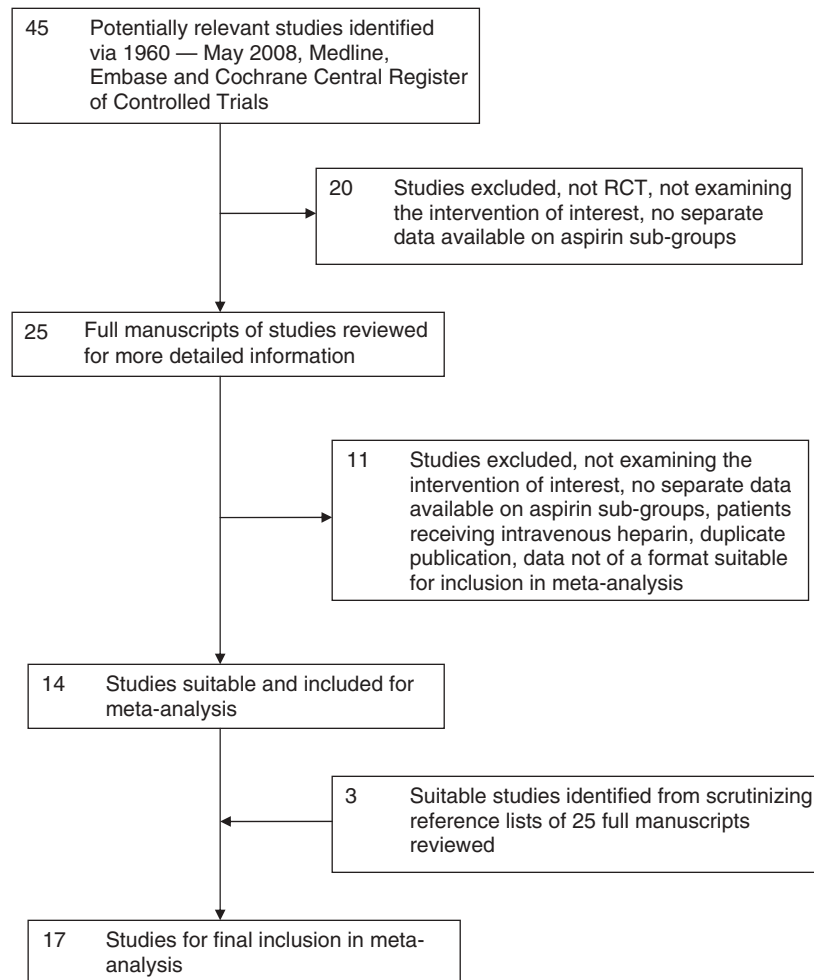 45 Potentially relevant studies identified
via 1960 — May 2008, Medline,
Embase and Cochrane Central Register
of Controlled Trials
20 Studies excluded, not RCT, not examining
the intervention of interest, no separate
data available on aspirin sub-groups
25 Full manuscripts of studies reviewed
for more detailed information
11 Studies excluded, not examining the
intervention of interest, no separate data
available on aspirin sub-groups, patients
receiving intravenous heparin, duplicate
publication, data not of a format suitable
for inclusion in meta-analysis
14 Studies suitable and included for
meta-analysis
3 Suitable studies identified from scrutinizing
reference lists of 25 full manuscripts
reviewed
17 Studies for final inclusion in meta-
analysis